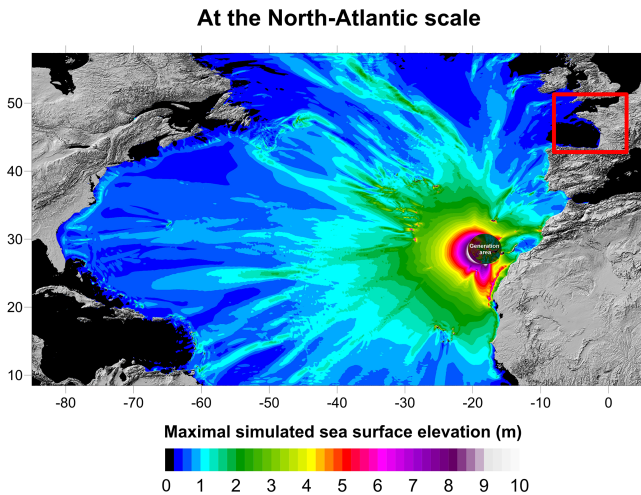 At the North-Atlantic scale
50
40
30
20
10
Generation
area
-80 -70 -60 -50 -40 -30 -20 -10 0
Maximal simulated sea surface elevation (m)
0 1 2 3 4 5 6 7 8 9 10